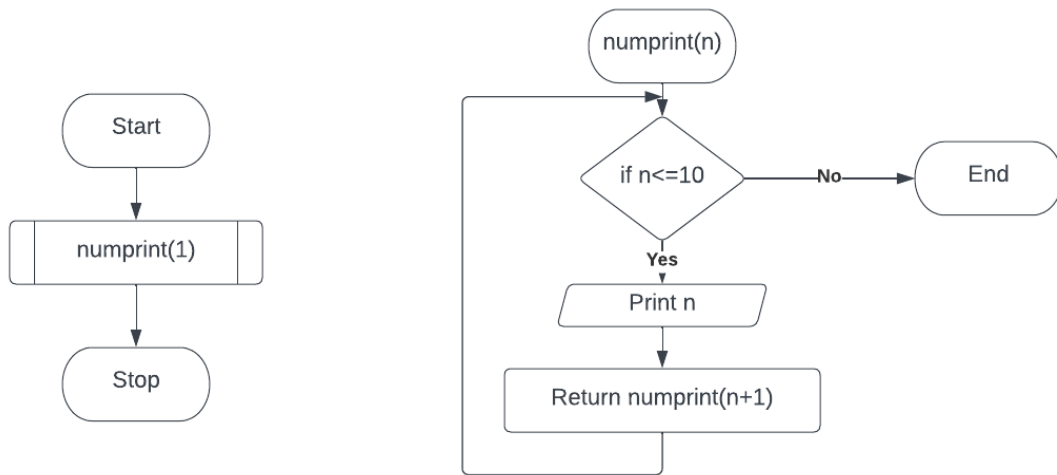 Start
numprint(1)
Stop
numprint(n)
if n<=10
No
End
Yes
Print n
Return numprint(n+1)